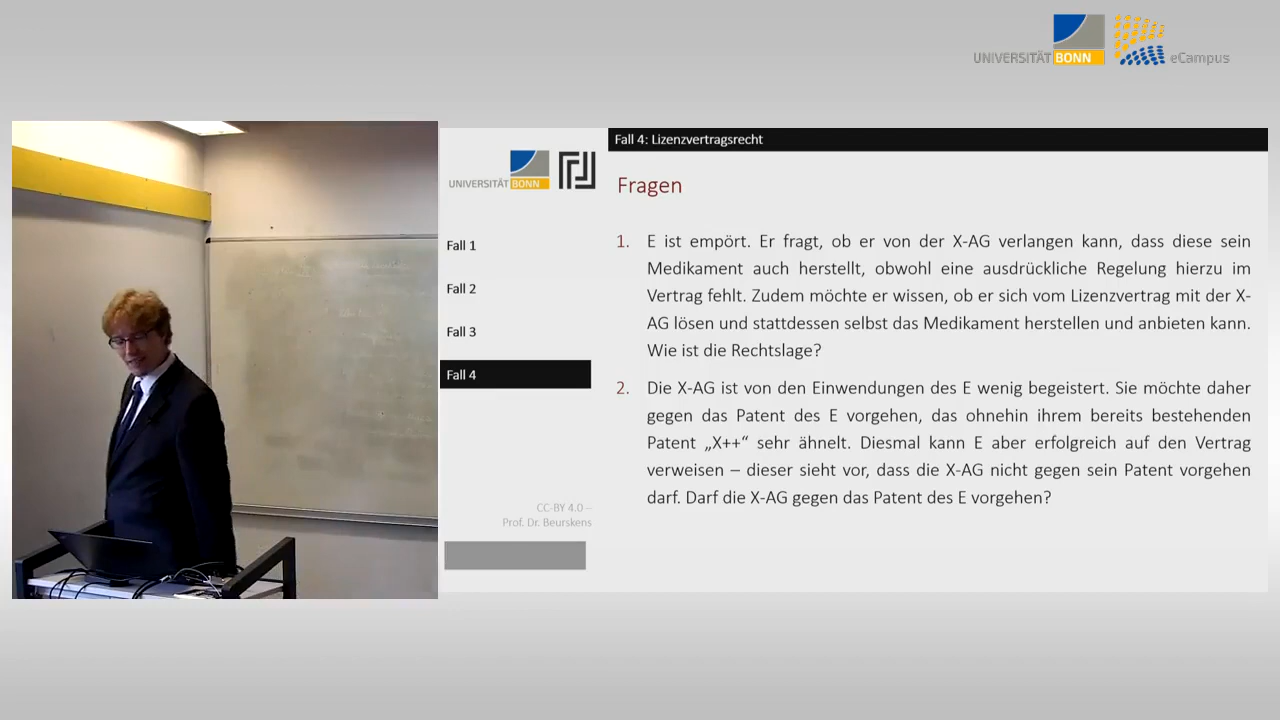 UNIVERSITÄT BONN
eCampus
Fall 4: Lizenzvertragsrecht
UNIVERSITÄT BONN
Fragen
Fall 1
Fall 2
Fall 3
Fall 4
1. E ist empört. Er fragt, ob er von der X-AG verlangen kann, dass diese sein
Medikament auch herstellt, obwohl eine ausdrückliche Regelung hierzu im
Vertrag fehlt. Zudem möchte er wissen, ob er sich vom Lizenzvertrag mit der X-
AG lösen und stattdessen selbst das Medikament herstellen und anbieten kann.
Wie ist die Rechtslage?
2. Die X-AG ist von den Einwendungen des E wenig begeistert. Sie möchte daher
gegen das Patent des E vorgehen, das ohnehin ihrem bereits bestehenden
Patent „X++“ sehr ähnelt. Diesmal kann E aber erfolgreich auf den Vertrag
verweisen – dieser sieht vor, dass die X-AG nicht gegen sein Patent vorgehen
darf. Darf die X-AG gegen das Patent des E vorgehen?
CC-BY 4.0 –
Prof. Dr. Beurskens